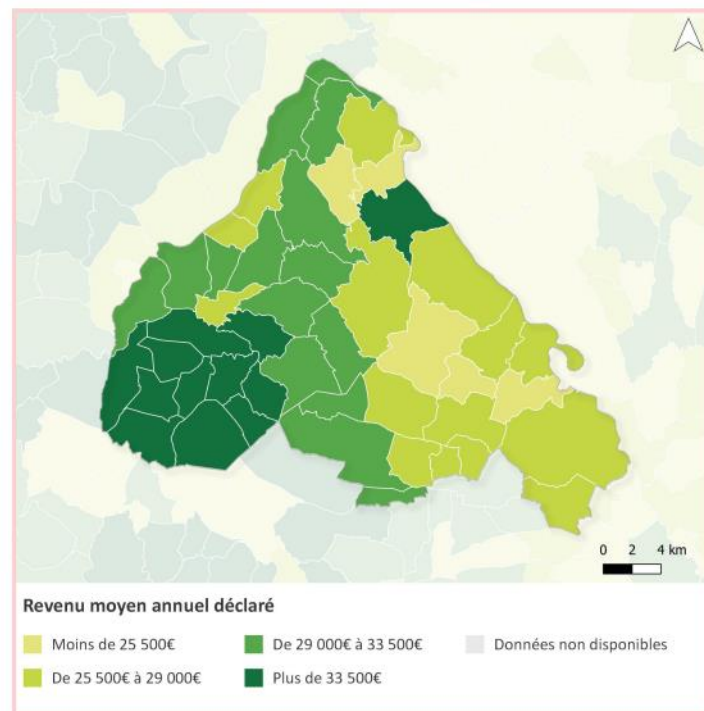 0 2 4 km
Revenu moyen annuel déclaré
Moins de 25 500€ De 29 000€ à 33 500€ Données non disponibles
De 25 500€ à 29 000€ Plus de 33 500€